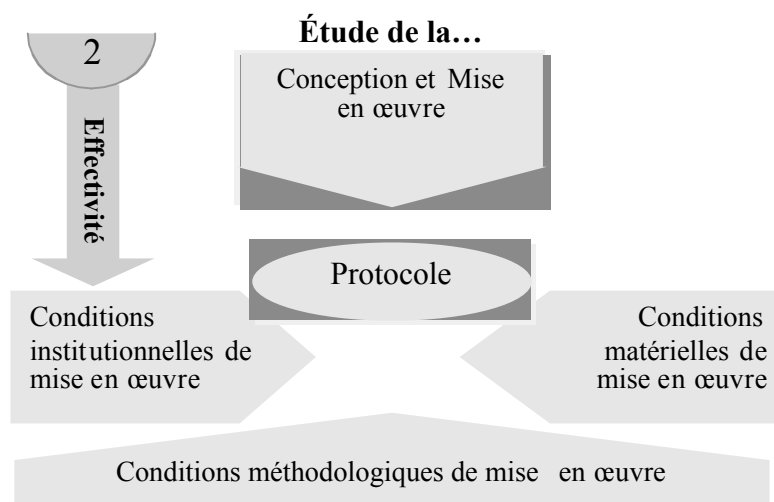 Étude de la…
2
Conception et Mise
en œuvre
Effectivité
Protocole
Conditions
institutionnelles de
mise en œuvre
Conditions
matérielles de
mise en œuvre
Conditions méthodologiques de mise en œuvre